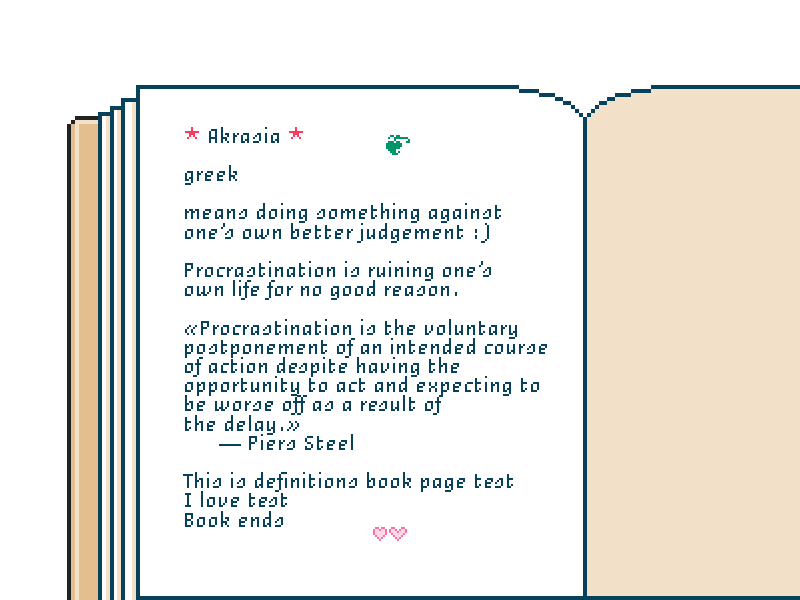 * Akrasia *
greek
means doing something against
one's own better judgement :)
Procrastination is ruining one's
own life for no good reason.
«Procrastination is the voluntary
postponement of an intended course
of action despite having the
opportunity to act and expecting to
be worse off as a result of
the delay.»
— Piers Steel
This is definitions book page test
I love test
Book ends